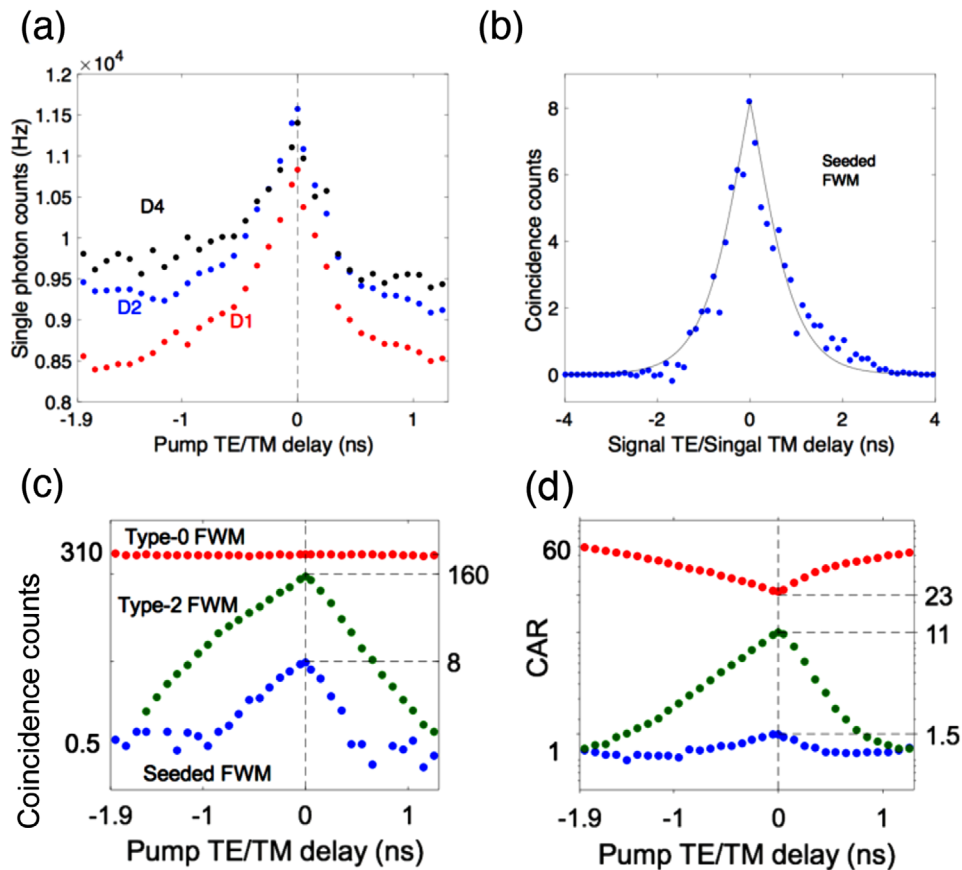 (a)
× 10⁴
1.2
1.15
1.1
1.05
1
0.95
0.9
0.85
0.8
Single photon counts (Hz)
D4
D2
D1
-1.9
-1
0
1
Pump TE/TM delay (ns)
(b)
8
6
4
2
0
Coincidence counts
Seeded
FWM
-4
-2
0
2
4
Signal TE/Singal TM delay (ns)
(c)
310
0.5
Coincidence counts
Type-0 FWM
Type-2 FWM
Seeded FWM
160
8
-1.9
-1
0
1
Pump TE/TM delay (ns)
(d)
60
1
CAR
23
11
1.5
-1.9
-1
0
1
Pump TE/TM delay (ns)